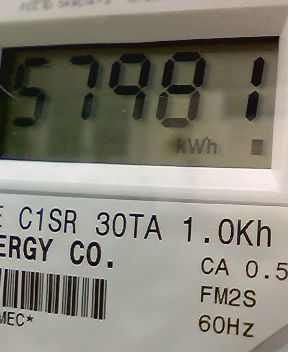 57981
kWh
C1SR 30TA 1.0Kh
ERGY CO.
CA 0.5
FM2S
60Hz
MEC*